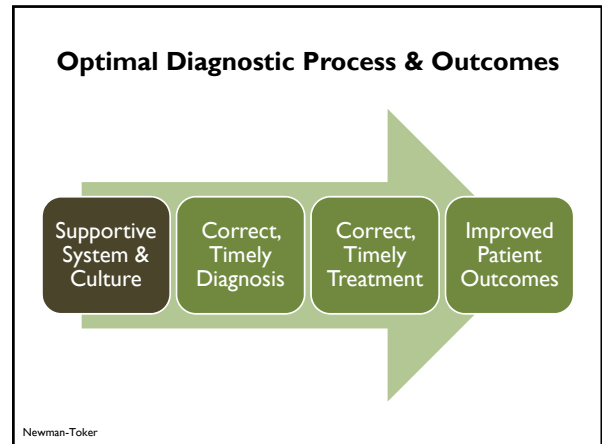 Optimal Diagnostic Process & Outcomes
Supportive
System &
Culture
Correct,
Timely
Diagnosis
Correct,
Timely
Treatment
Improved
Patient
Outcomes
Newman-Toker